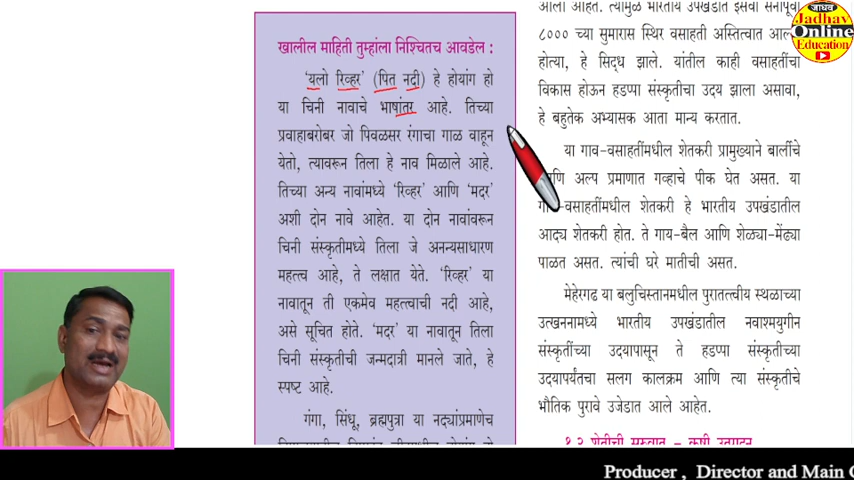 खालील माहिती तुम्हांला निश्चितच आवडेल :
‘यलो रिव्हर’ (पित नदी) हे होयांग हो
या चिनी नावाचे भाषांतर आहे. तिच्या
प्रवाहाबरोबर जो पिवळसर रंगाचा गाळ वाहून
येतो, त्यावरून तिला हे नाव मिळाले आहे.
तिच्या अन्य नावांमध्ये ‘रिव्हर’ आणि ‘मदर’
अशी दोन नावे आहेत. या दोन नावांवरून
चिनी संस्कृतीमध्ये तिला जे अनन्यसाधारण
महत्त्व आहे, ते लक्षात येते. ‘रिव्हर’ या
नावातून ती एकमेव महत्त्वाची नदी आहे,
असे सूचित होते. ‘मदर’ या नावातून तिला
चिनी संस्कृतीची जन्मदात्री मानले जाते, हे
स्पष्ट आहे.
गंगा, सिंधू, ब्रह्मपुत्रा या नद्यांप्रमाणेच
आली आहेत. त्यामुळे भारतीय उपखंडात इसवी सनापूर्वी
८००० च्या सुमारास स्थिर वसाहती अस्तित्वात
होत्या, हे सिद्ध झाले. यांतील काही वसाहतींचा
विकास होऊन हडप्पा संस्कृतीचा उदय झाला असावा,
हे बहुतेक अभ्यासक आता मान्य करतात.
या गाव-वसाहतींमधील शेतकरी प्रामुख्याने बार्लीचे
आणि अल्प प्रमाणात गव्हाचे पीक घेत असत. या
गाव-वसाहतींमधील शेतकरी हे भारतीय उपखंडातील
आद्य शेतकरी होत. ते गाय-बैल आणि शेळ्या-मेंढ्या
पाळत असत. त्यांची घरे मातीची असत.
मेहेरगढ या बलुचिस्तानमधील पुरातत्त्वीय स्थळाच्या
उत्खननामध्ये भारतीय उपखंडातील नवाश्मयुगीन
संस्कृतींच्या उदयापासून ते हडप्पा संस्कृतीच्या
उदयापर्यंतचा सलग कालक्रम आणि त्या संस्कृतीचे
भौतिक पुरावे उजेडात आले आहेत.
१.२ शेतीची सुरुवात - कृषी उत्पादन
जाधव
Jadhav
Online
Education
Producer , Director and Main